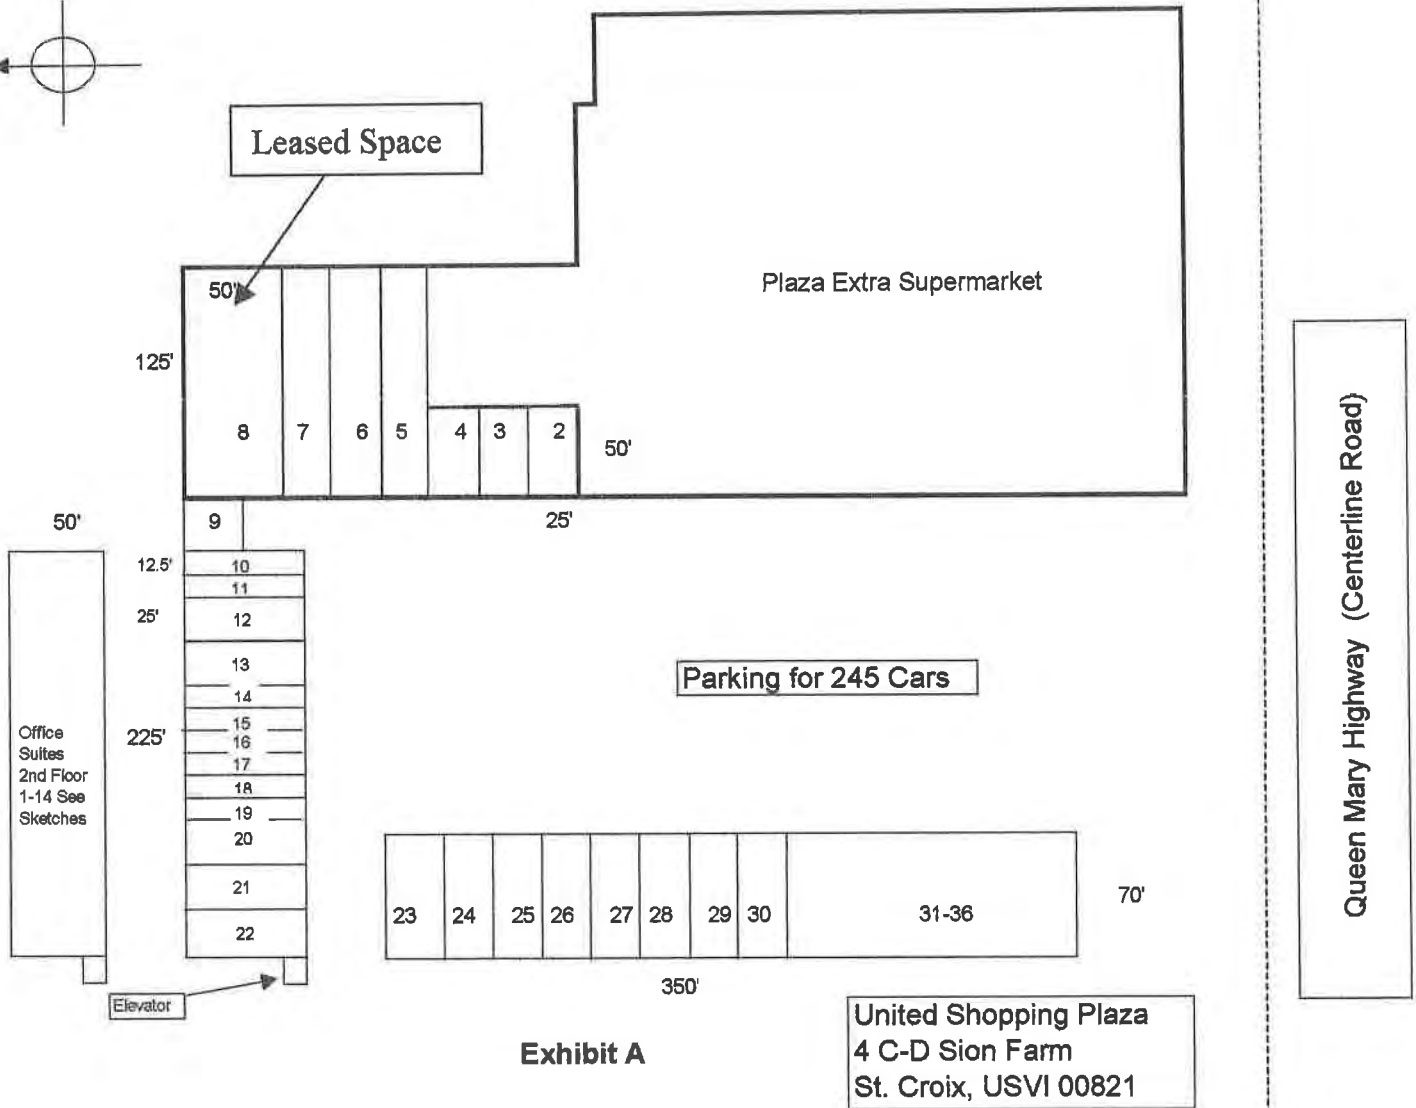 Leased Space
Plaza Extra Supermarket
50'
125'
8 7 6 5 4 3 2
50'
50'
9
25'
12.5'
10
11
25'
12
13
14
15
225'
16
17
18
19
20
21
22
Office
Suites
2nd Floor
1-14 See
Sketches
Parking for 245 Cars
Queen Mary Highway (Centerline Road)
23 24 25 26 27 28 29 30 31-36
70'
350'
Elevator
Exhibit A
United Shopping Plaza
4 C-D Sion Farm
St. Croix, USVI 00821